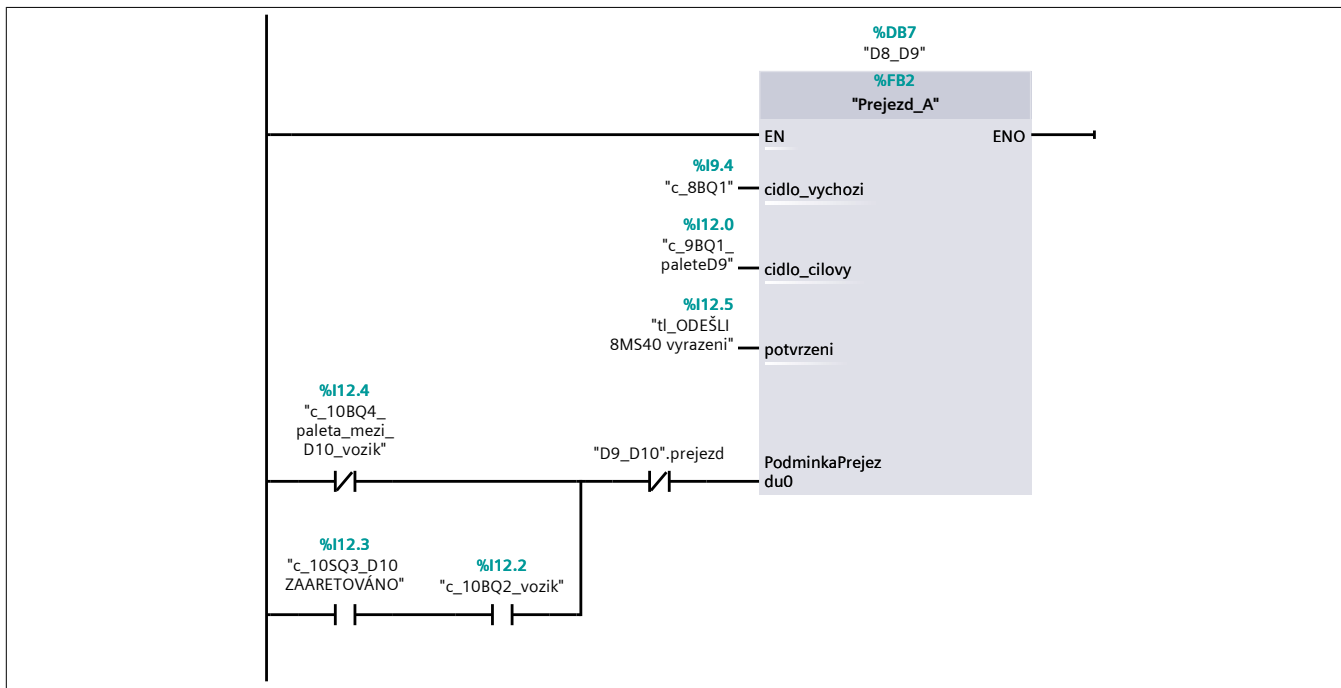 %DB7
"D8_D9"
%FB2
"Prejezd_A"
EN
ENO
%I9.4
"c_8BQ1"
cidlo_vychozi
%I12.0
"c_9BQ1_
paleteD9"
cidlo_cilovy
%I12.5
"tl_ODEŠLI
8MS40 vyrazeni"
potvrzeni
%I12.4
"c_10BQ4_
paleta_mezi_
D10_vozik"
"D9_D10".prejezd
PodminkaPrejez
du0
%I12.3
"c_10SQ3_D10
ZAARETOVÁNO"
%I12.2
"c_10BQ2_vozik"